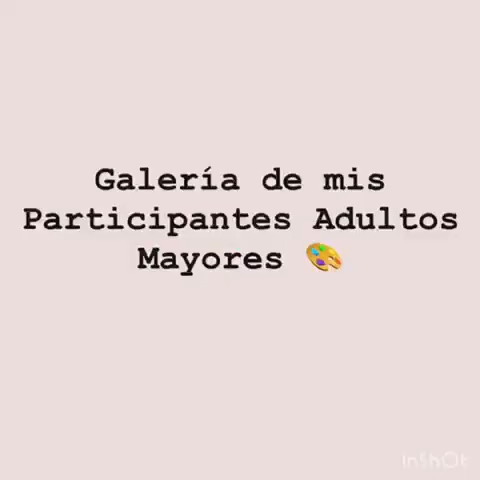 Galería de mis
Participantes Adultos
Mayores 🎨
InShOt